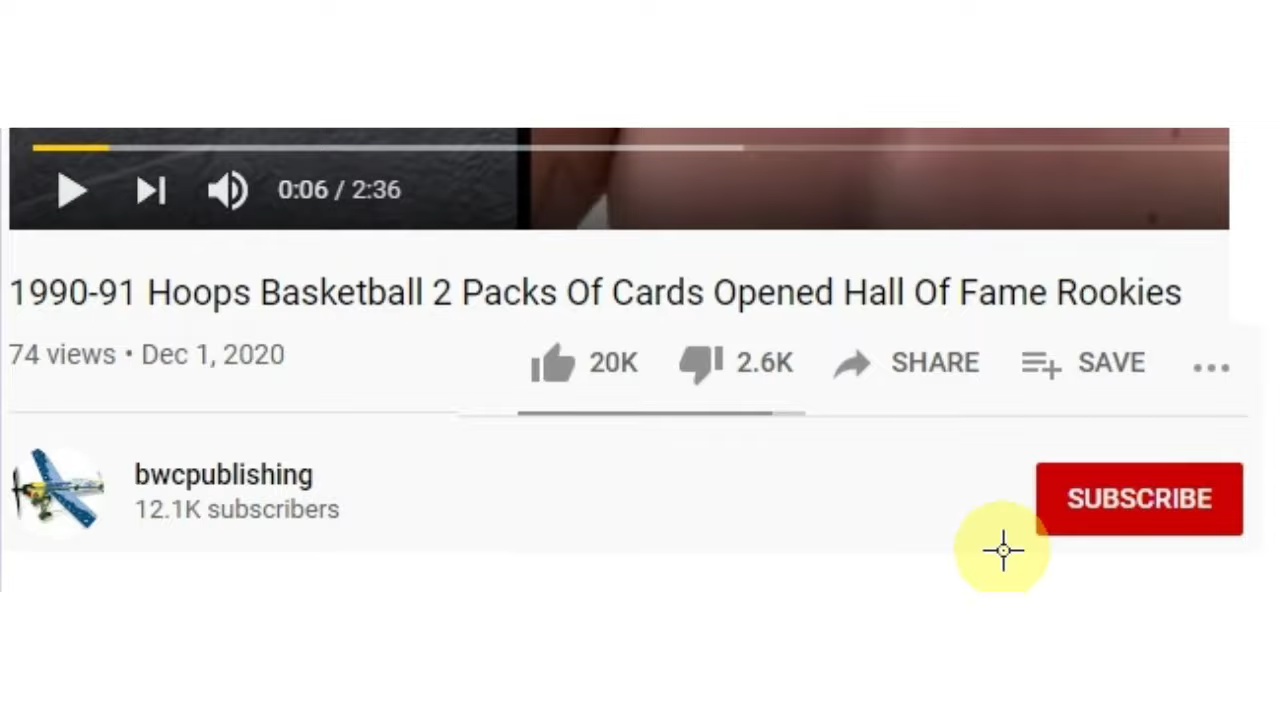 0:06 / 2:36
1990-91 Hoops Basketball 2 Packs Of Cards Opened Hall Of Fame Rookies
74 views • Dec 1, 2020
20K 2.6K SHARE SAVE
bwcpublishing
12.1K subscribers
SUBSCRIBE